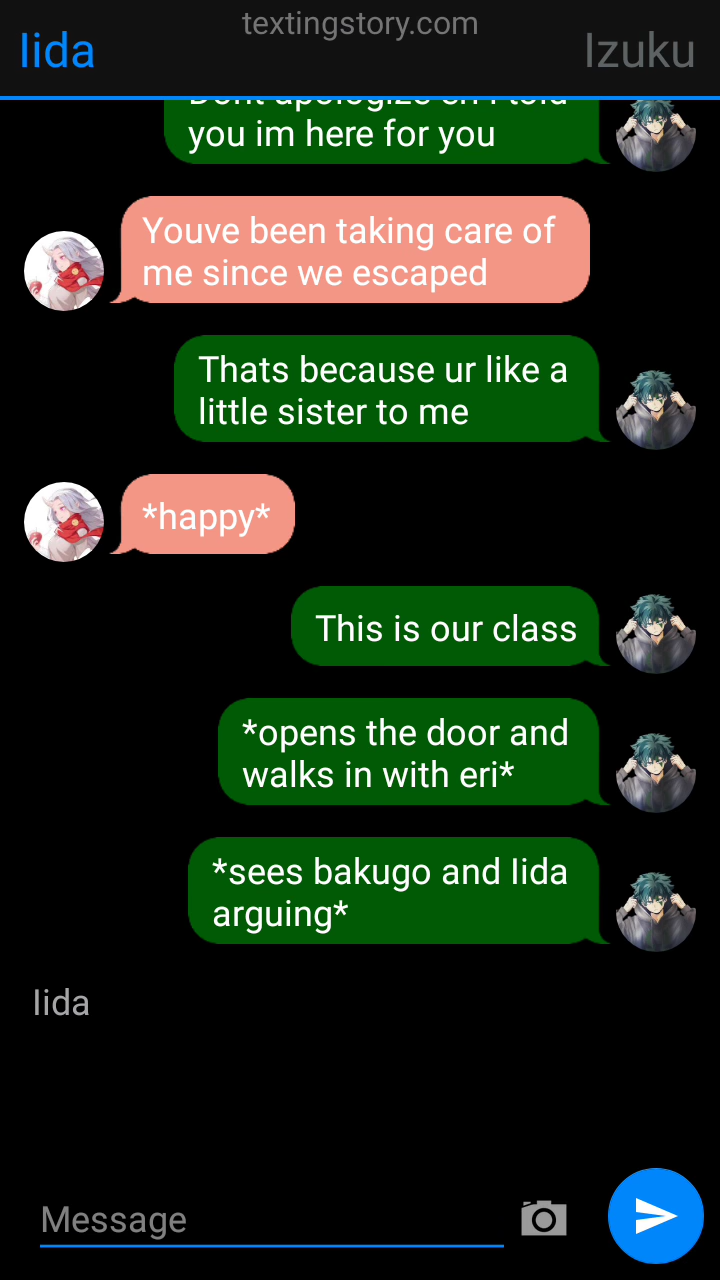 textingstory.com
Iida
Izuku
you im here for you
Youve been taking care of
me since we escaped
Thats because ur like a
little sister to me
*happy*
This is our class
*opens the door and
walks in with eri*
*sees bakugo and Iida
arguing*
Iida
Message